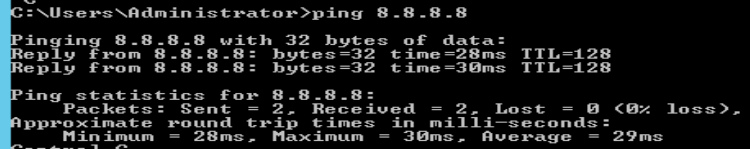 C:\Users\Administrator>ping 8.8.8.8
Pinging 8.8.8.8 with 32 bytes of data:
Reply from 8.8.8.8: bytes=32 time=28ms TTL=128
Reply from 8.8.8.8: bytes=32 time=30ms TTL=128
Ping statistics for 8.8.8.8:
    Packets: Sent = 2, Received = 2, Lost = 0 (0% loss),
Approximate round trip times in milli-seconds:
    Minimum = 28ms, Maximum = 30ms, Average = 29ms
Control-C